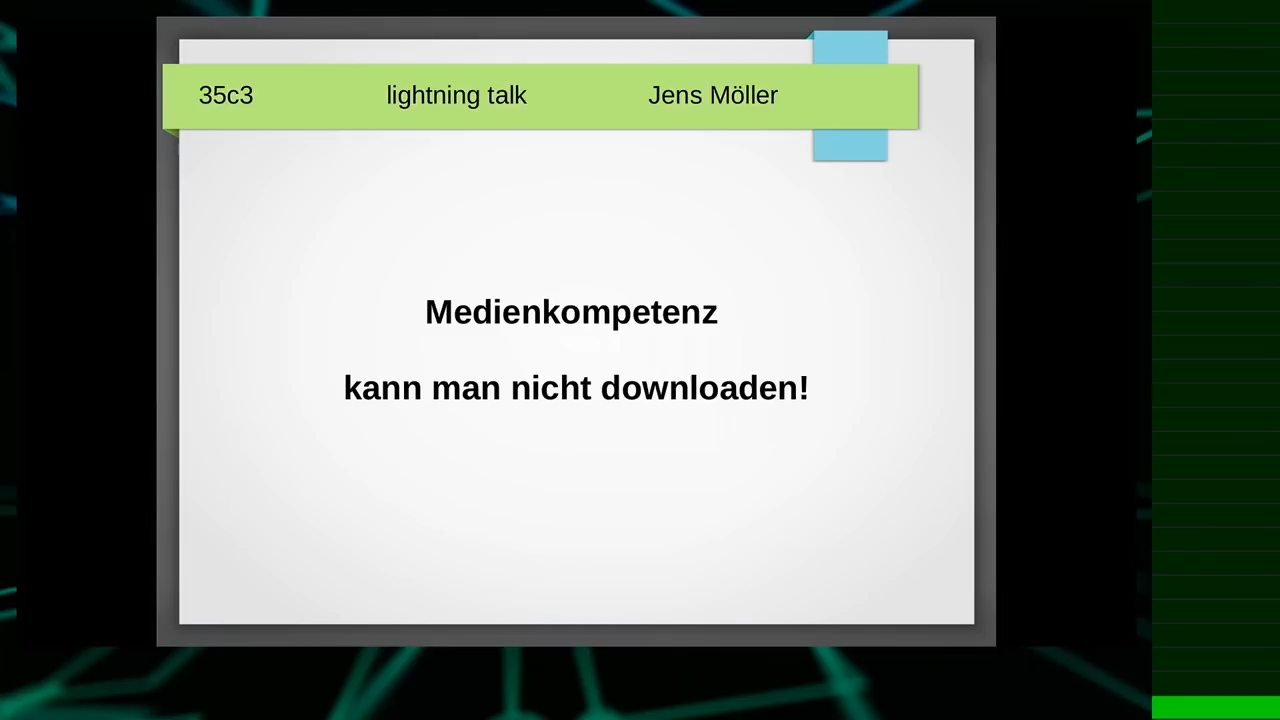 35c3 lightning talk Jens Möller
Medienkompetenz
kann man nicht downloaden!